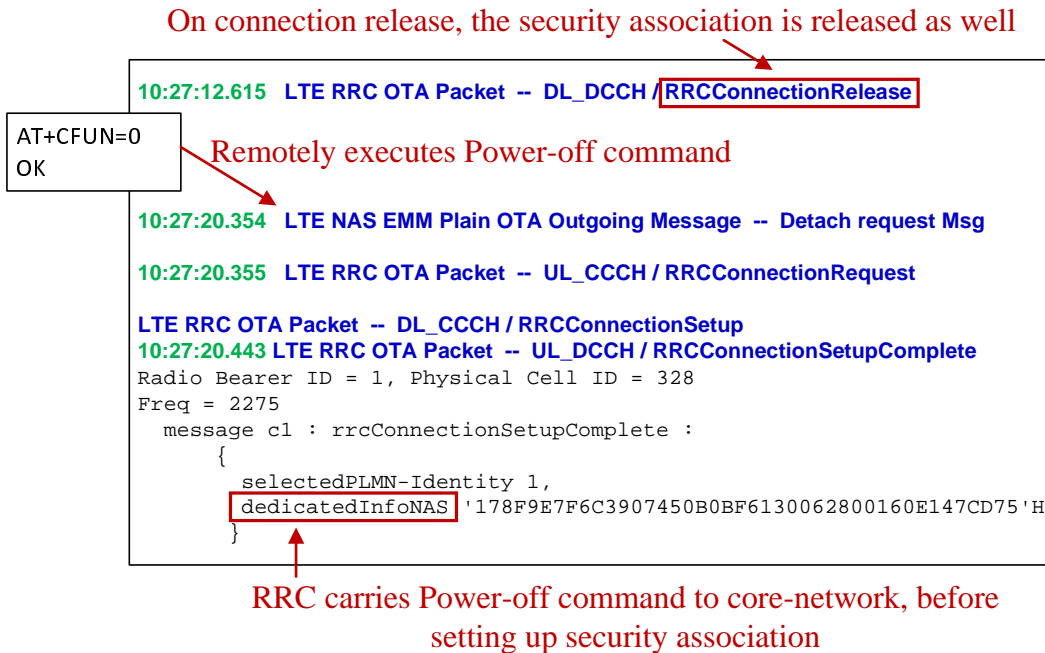 On connection release, the security association is released as well
10:27:12.615 LTE RRC OTA Packet -- DL_DCCH / RRCConnectionRelease
AT+CFUN=0
OK
Remotely executes Power-off command
10:27:20.354 LTE NAS EMM Plain OTA Outgoing Message -- Detach request Msg
10:27:20.355 LTE RRC OTA Packet -- UL_CCCH / RRCConnectionRequest
LTE RRC OTA Packet -- DL_CCCH / RRCConnectionSetup
10:27:20.443 LTE RRC OTA Packet -- UL_DCCH / RRCConnectionSetupComplete
Radio Bearer ID = 1, Physical Cell ID = 328
Freq = 2275
message c1 : rrcConnectionSetupComplete :
{
selectedPLMN-Identity 1,
dedicatedInfoNAS '178F9E7F6C3907450B0BF6130062800160E147CD75'H
}
RRC carries Power-off command to core-network, before
setting up security association